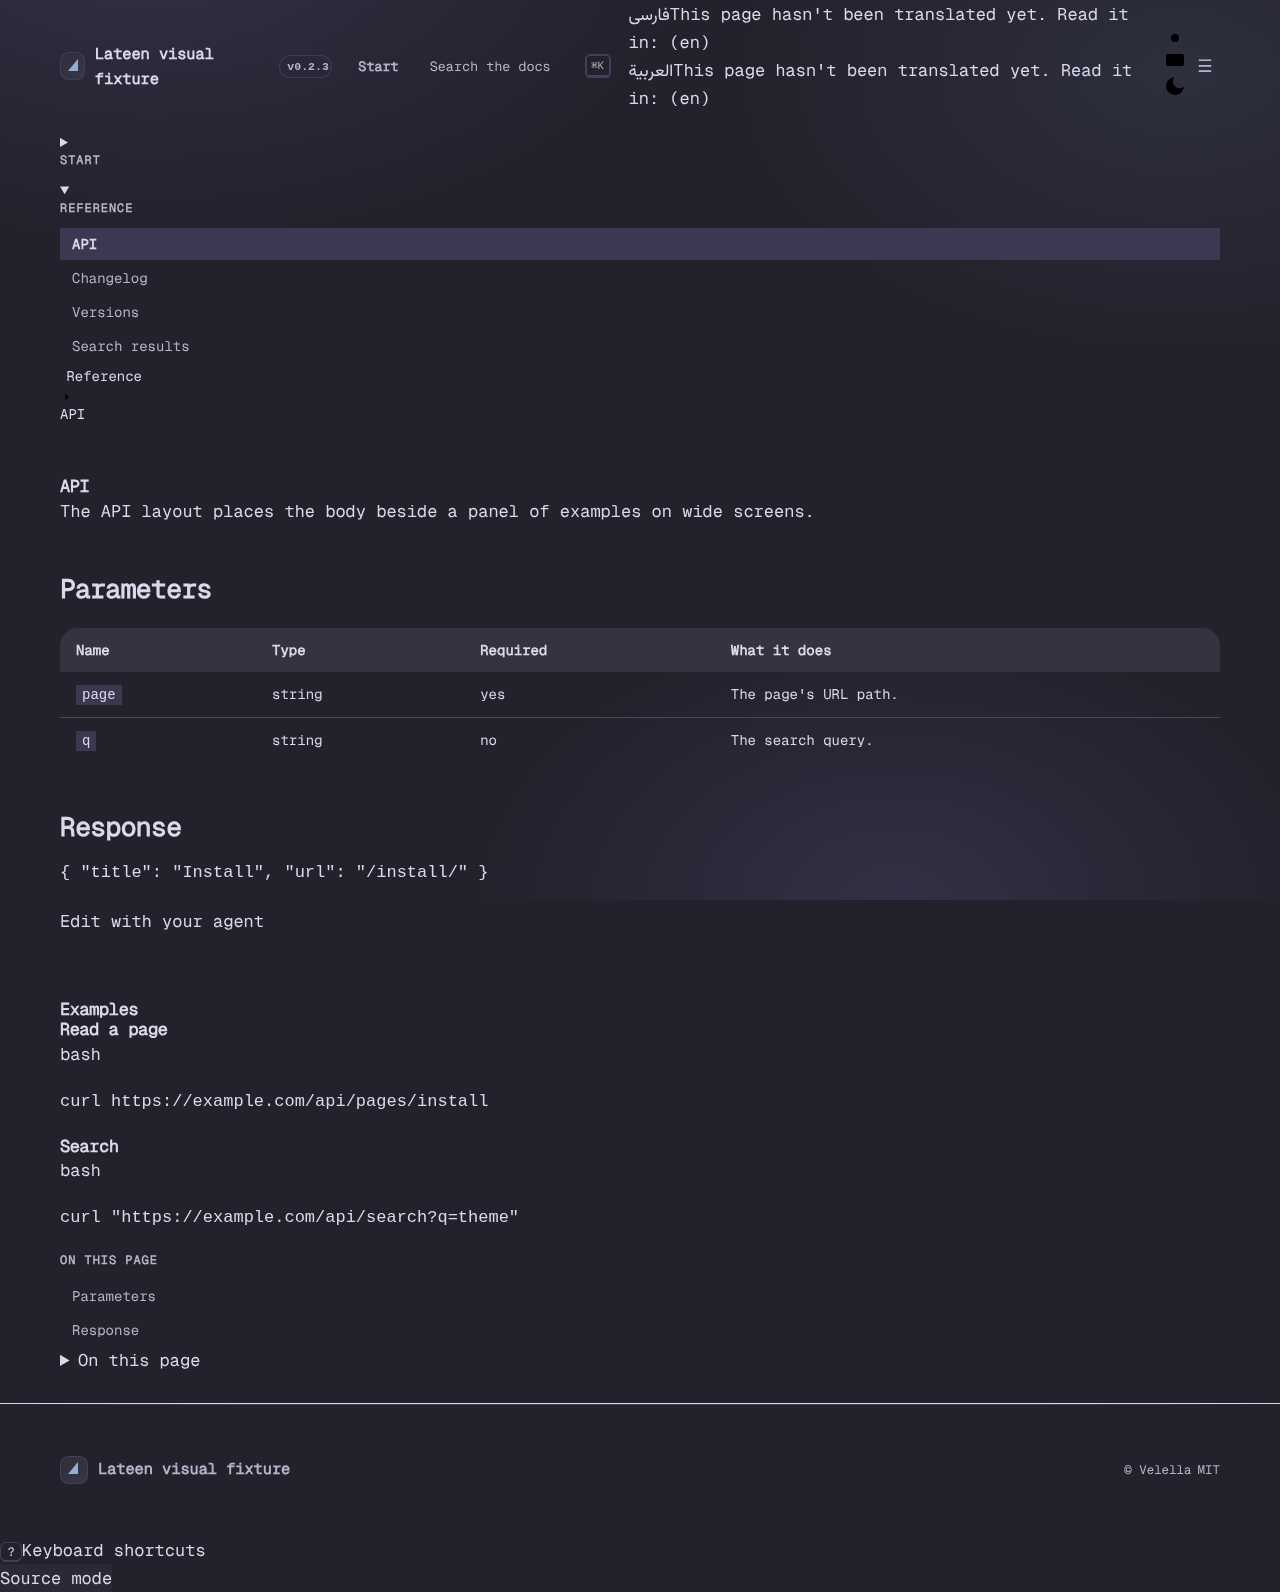 Lateen visual
fixture
v0.2.3
Start
Search the docs
⌘K
فارسیThis page hasn't been translated yet. Read it
in: (en)
العربيةThis page hasn't been translated yet. Read it
in: (en)
START
REFERENCE
API
Changelog
Versions
Search results
Reference
API
API
The API layout places the body beside a panel of examples on wide screens.
Parameters
Name Type Required What it does
page string yes The page's URL path.
q string no The search query.
Response
{ "title": "Install", "url": "/install/" }
Edit with your agent
Examples
Read a page
bash
curl https://example.com/api/pages/install
Search
bash
curl "https://example.com/api/search?q=theme"
ON THIS PAGE
Parameters
Response
On this page
Lateen visual fixture
© Velella MIT
? Keyboard shortcuts
Source mode